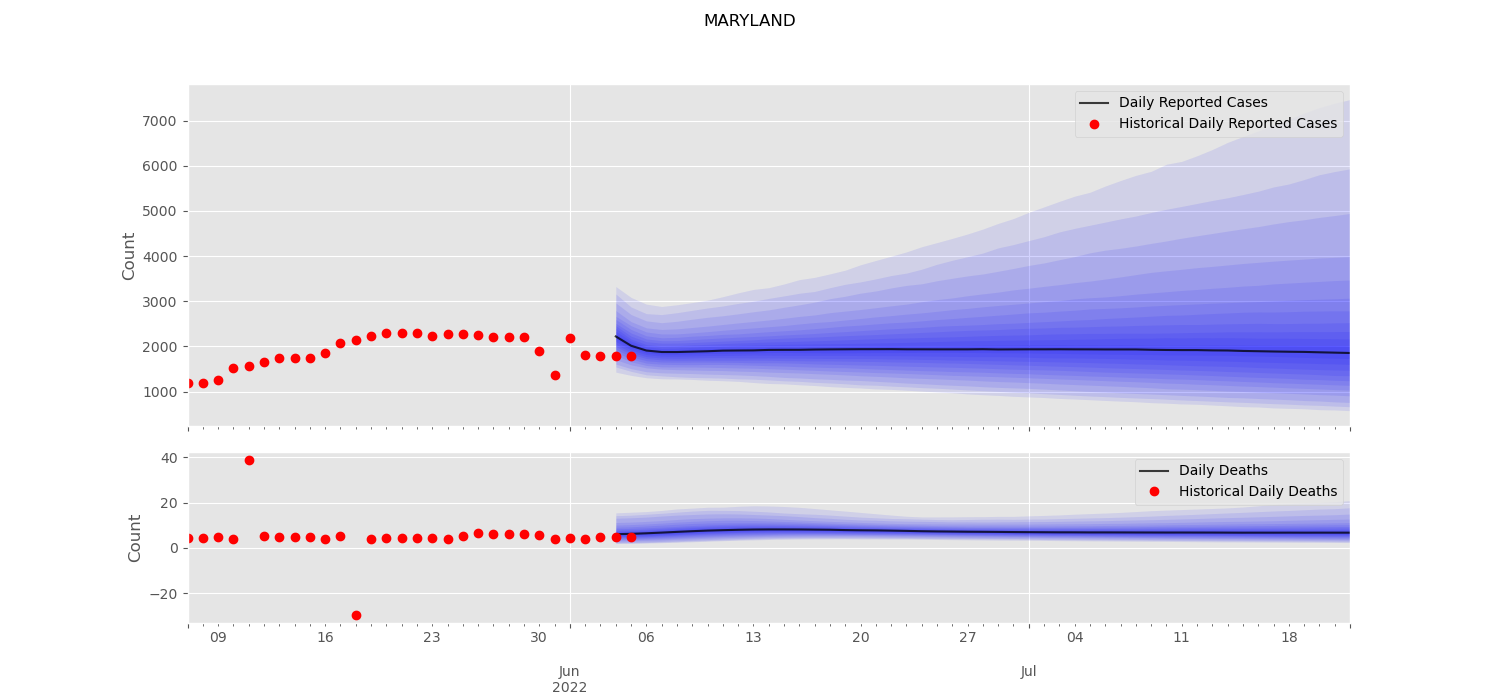 MARYLAND
Daily Reported Cases
Historical Daily Reported Cases
7000
6000
5000
4000
3000
2000
1000
Count
Daily Deaths
Historical Daily Deaths
40
20
0
−20
Count
09 16 23 30 06 13 20 27 04 11 18
Jun Jul
2022